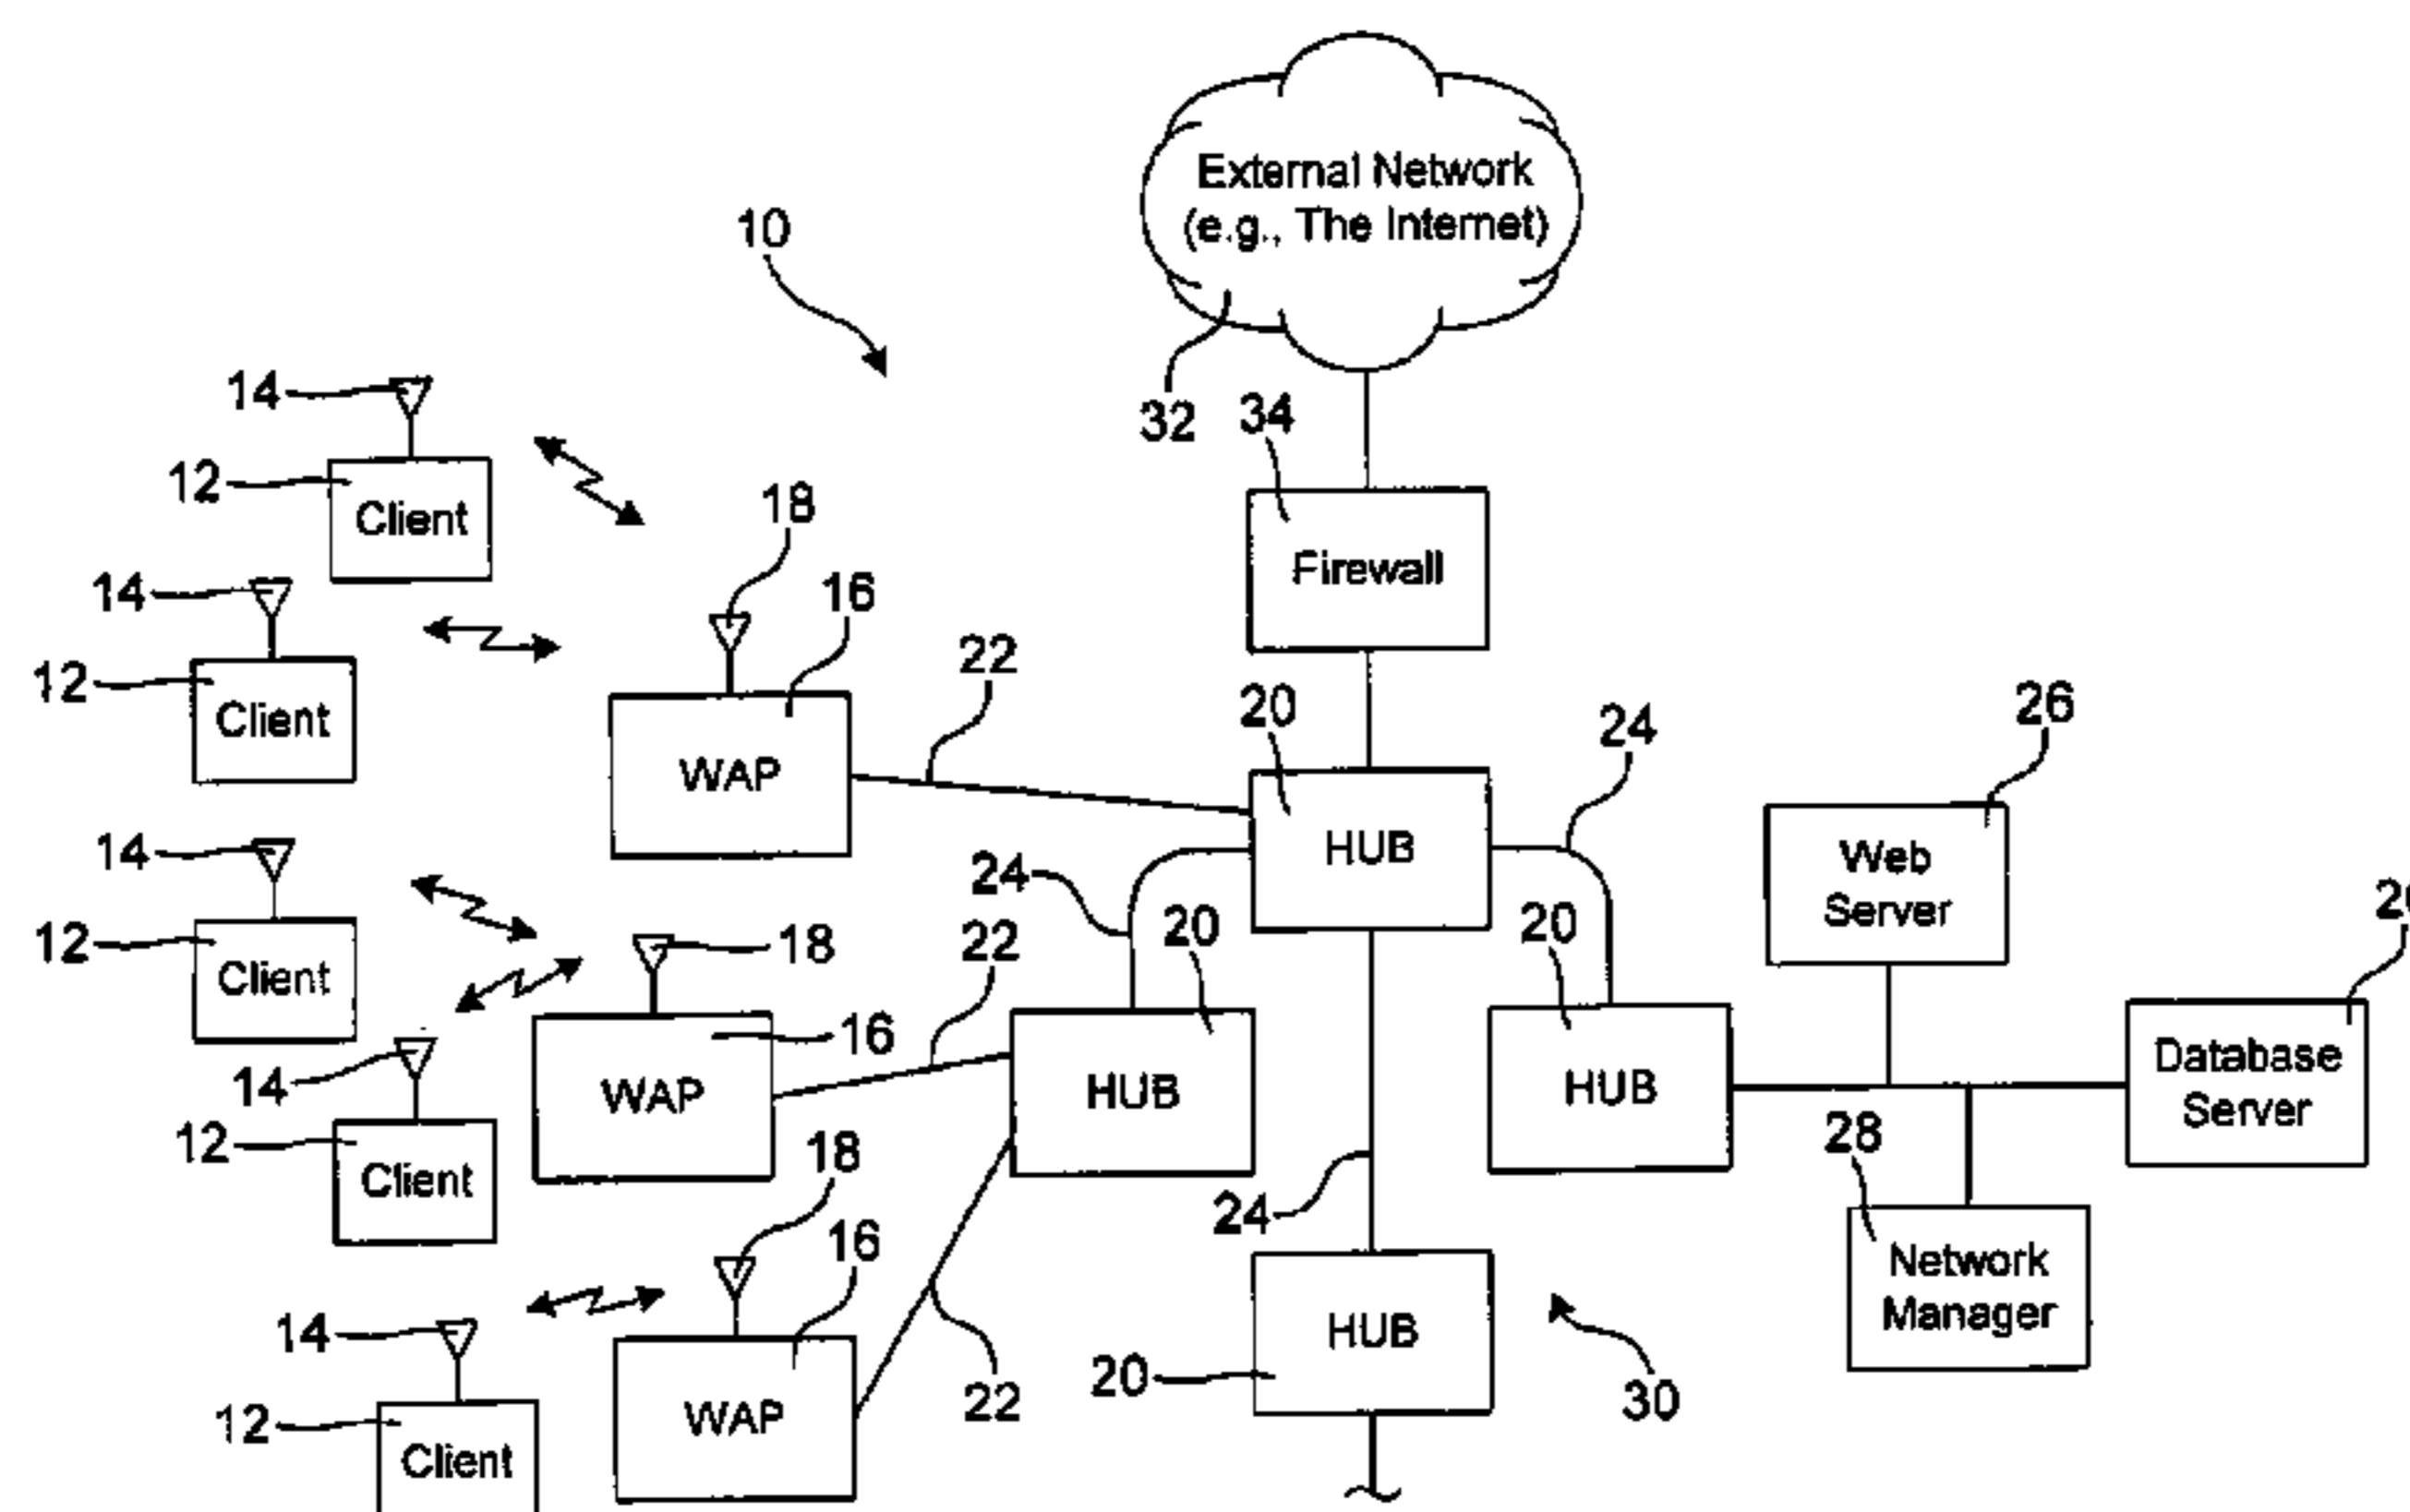 External Network
(e.g., The Internet)
10
32
34
14
12
Client
18
16
Firewall
14
12
Client
22
WAP
20
HUB
24
26
Web
Server
14
12
Client
24
20
22
18
16
WAP
HUB
20
HUB
Database
Server
28
Network
Manager
14
12
Client
18
16
WAP
22
24
HUB
20
30
14
12
Client